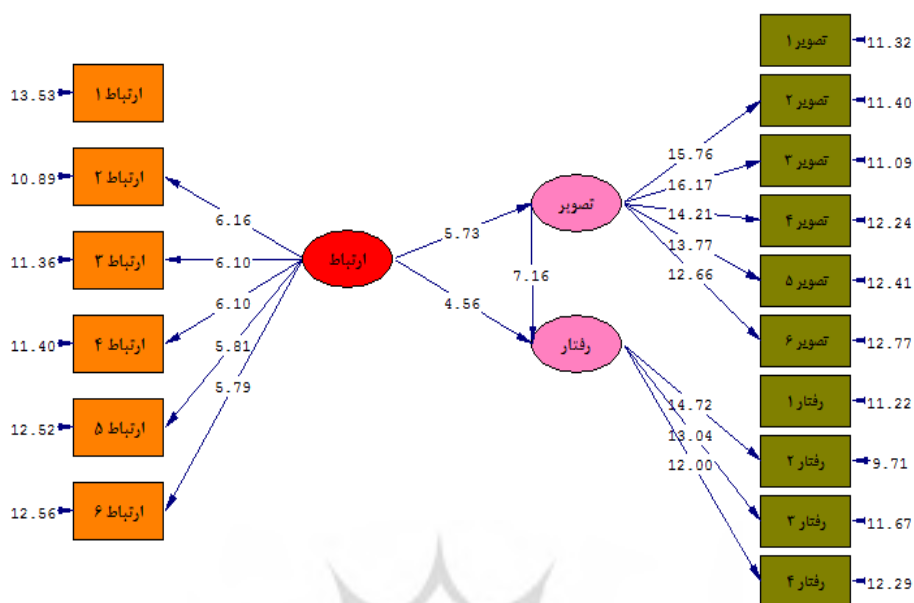 تصویر ۱
11.32
ارتباط ۱
13.53
تصویر ۲
11.40
15.76
تصویر ۳
11.09
16.17
ارتباط ۲
10.89
6.16
تصویر
تصویر ۴
12.24
14.21
5.73
ارتباط ۳
11.36
6.10
ارتباط
13.77
تصویر ۵
12.41
7.16
12.66
6.10
4.56
ارتباط ۴
11.40
5.81
رفتار
تصویر ۶
12.77
5.79
رفتار ۱
11.22
14.72
ارتباط ۵
12.52
13.04
رفتار ۲
9.71
12.00
ارتباط ۶
12.56
رفتار ۳
11.67
رفتار ۴
12.29